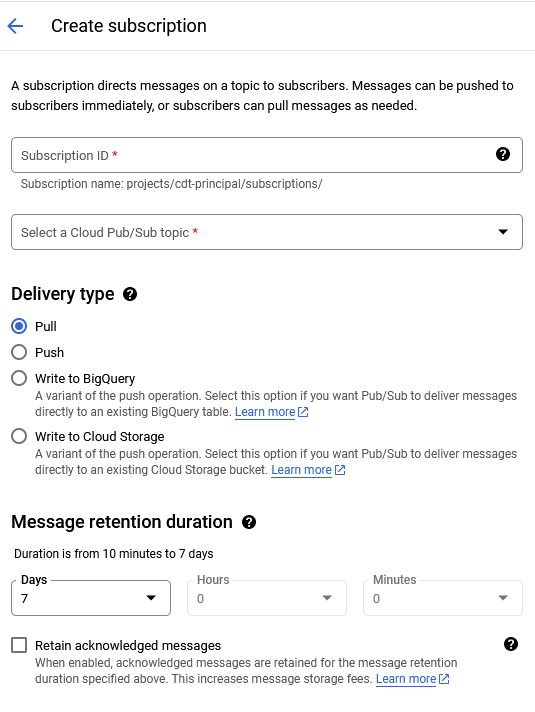 Create subscription
A subscription directs messages on a topic to subscribers. Messages can be pushed to
subscribers immediately, or subscribers can pull messages as needed.
Subscription ID *
Subscription name: projects/cdt-principal/subscriptions/
Select a Cloud Pub/Sub topic *
Delivery type
Pull
Push
Write to BigQuery
A variant of the push operation. Select this option if you want Pub/Sub to deliver messages
directly to an existing BigQuery table. Learn more
Write to Cloud Storage
A variant of the push operation. Select this option if you want Pub/Sub to deliver messages
directly to an existing Cloud Storage bucket. Learn more
Message retention duration
Duration is from 10 minutes to 7 days
Days Hours Minutes
7 0 0
Retain acknowledged messages
When enabled, acknowledged messages are retained for the message retention
duration specified above. This increases message storage fees. Learn more